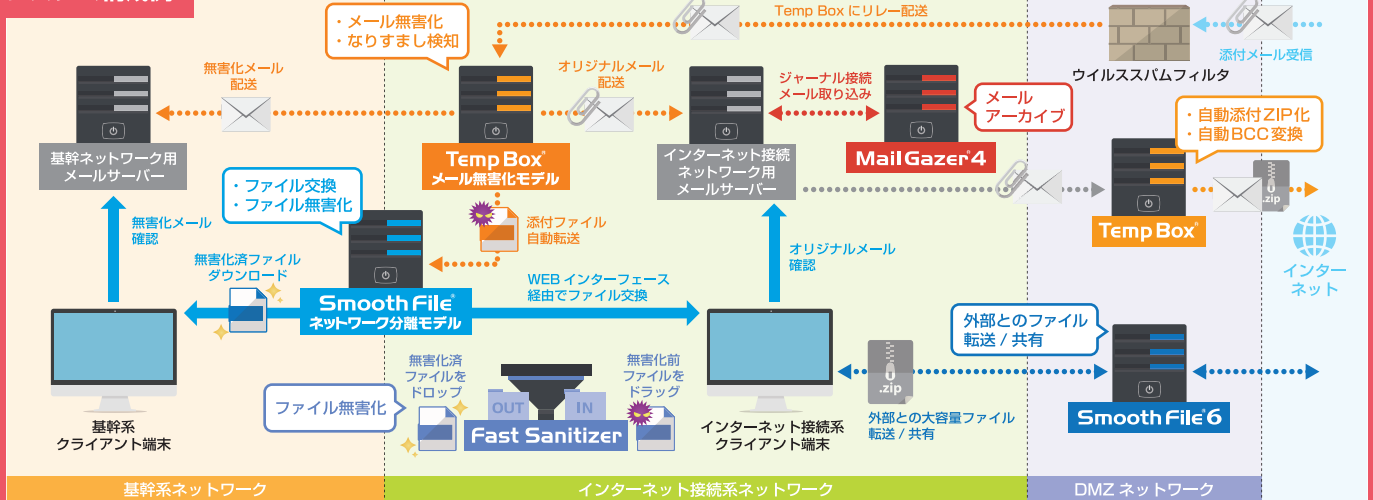 ・メール無害化
・なりすまし検知
Temp Box にリレー配送
添付メール受信
ウイルススパムフィルタ
無害化メール
配送
オリジナルメール
配送
ジャーナル接続
メール取り込み
メール
アーカイブ
・自動添付ZIP化
・自動BCC変換
基幹ネットワーク用
メールサーバー
Temp Box®
メール無害化モデル
インターネット接続
ネットワーク用
メールサーバー
MailGazer®4
.zip
Temp Box®
・ファイル交換
・ファイル無害化
添付ファイル
自動転送
無害化メール
確認
オリジナルメール
確認
インター
ネット
無害化済ファイル
ダウンロード
WEB インターフェース
経由でファイル交換
Smooth File®
ネットワーク分離モデル
外部とのファイル
転送 / 共有
無害化済
ファイルを
ドロップ
無害化前
ファイルを
ドラッグ
.zip
ファイル無害化
OUT
IN
Fast Sanitizer
外部との大容量ファイル
転送 / 共有
Smooth File®6
基幹系
クライアント端末
インターネット接続系
クライアント端末
基幹系ネットワーク
インターネット接続系ネットワーク
DMZ ネットワーク